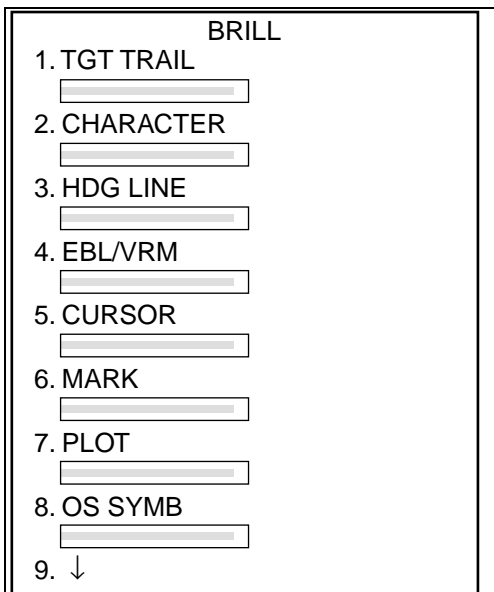 BRILL
1. TGT TRAIL
2. CHARACTER
3. HDG LINE
4. EBL/VRM
5. CURSOR
6. MARK
7. PLOT
8. OS SYMB
9. ↓